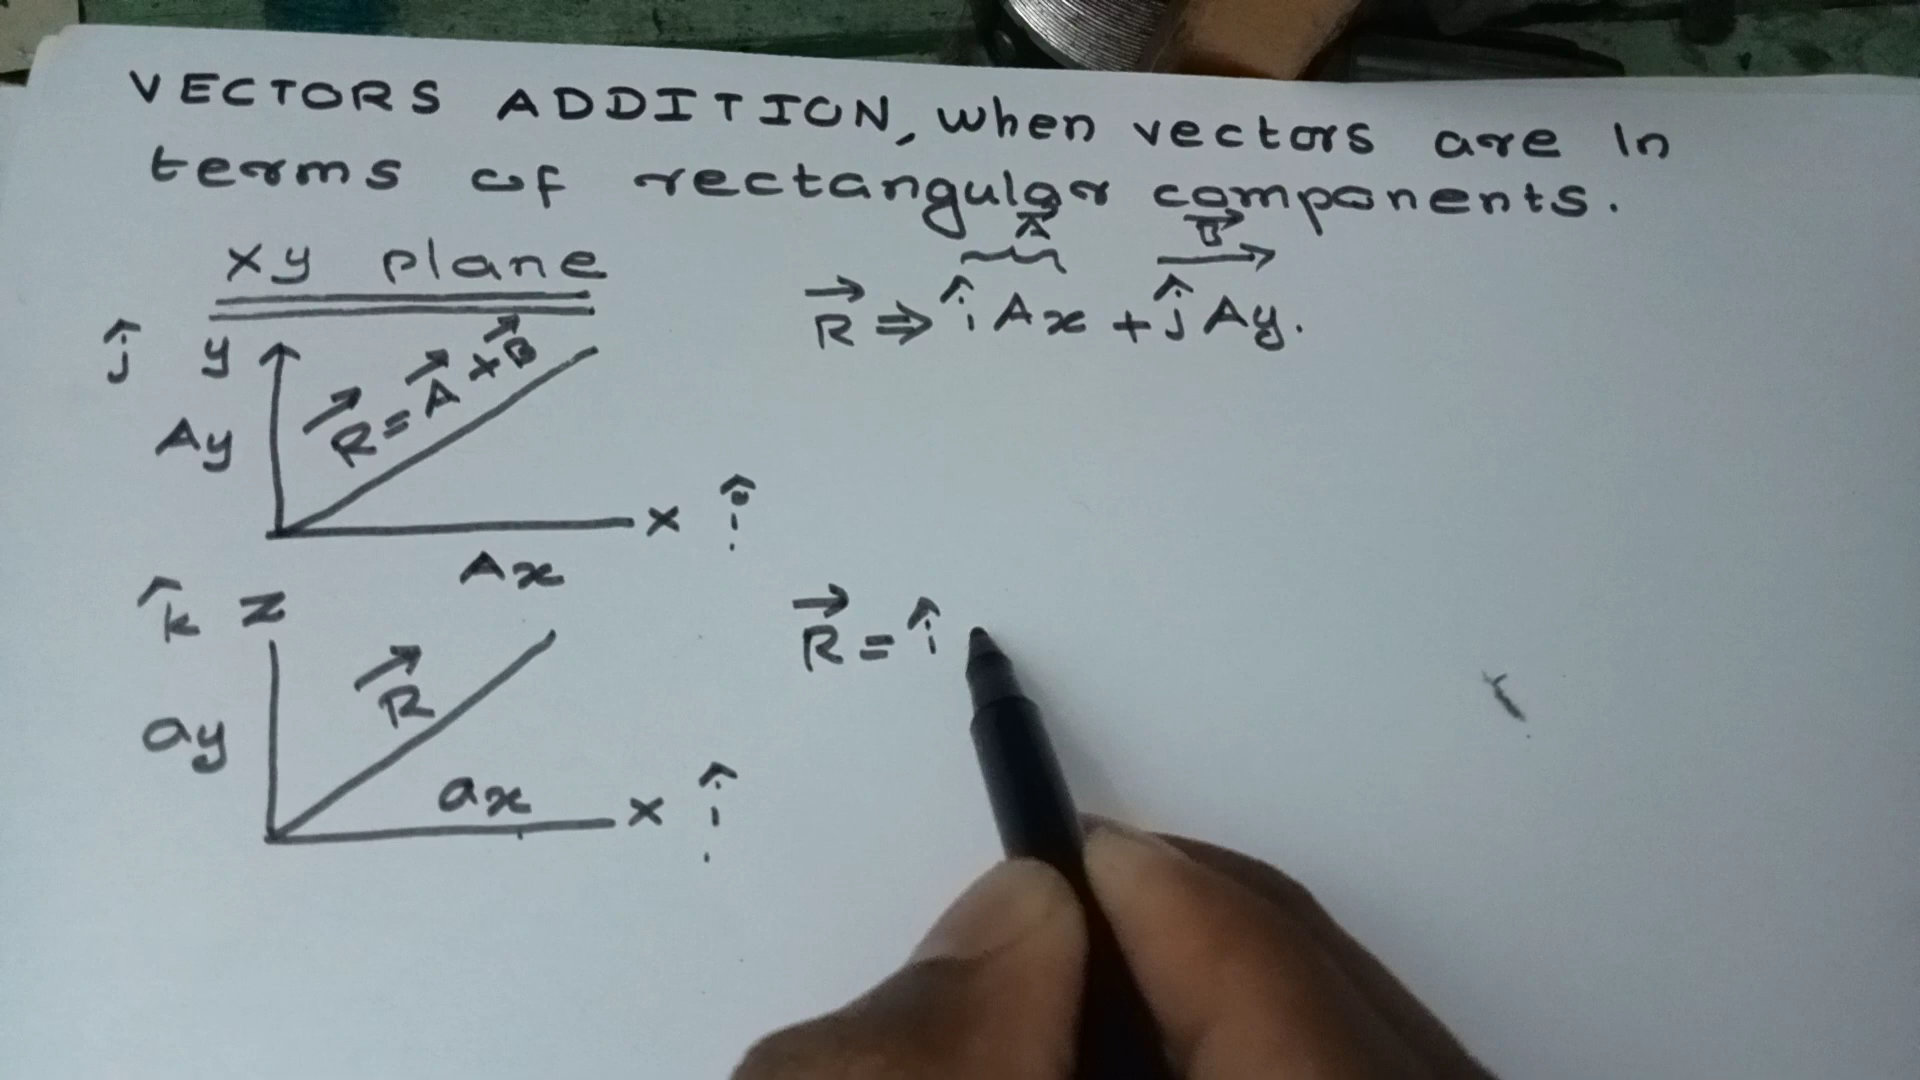 VECTORS ADDITION, when vectors are in
terms of rectangular components.
xy plane
ĵ y
Ay
R⃗ = A⃗ + B⃗
x î
Ax
A⃗ B⃗
R⃗ ⇒ î Ax + ĵ Ay.
k̂ z
ay
R⃗
ax
x î
R⃗ = î